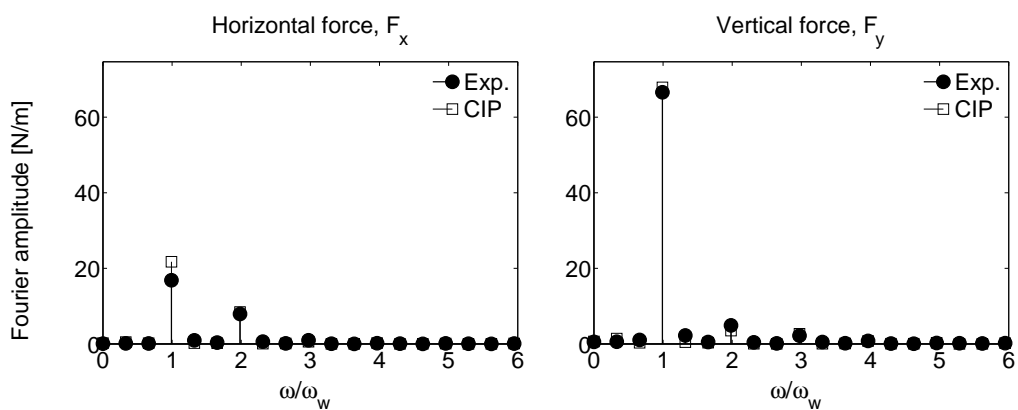 Horizontal force, F_x
Vertical force, F_y
Fourier amplitude [N/m]
60
40
20
0
Exp.
CIP
0 1 2 3 4 5 6
ω/ω_w
60
40
20
0
Exp.
CIP
0 1 2 3 4 5 6
ω/ω_w